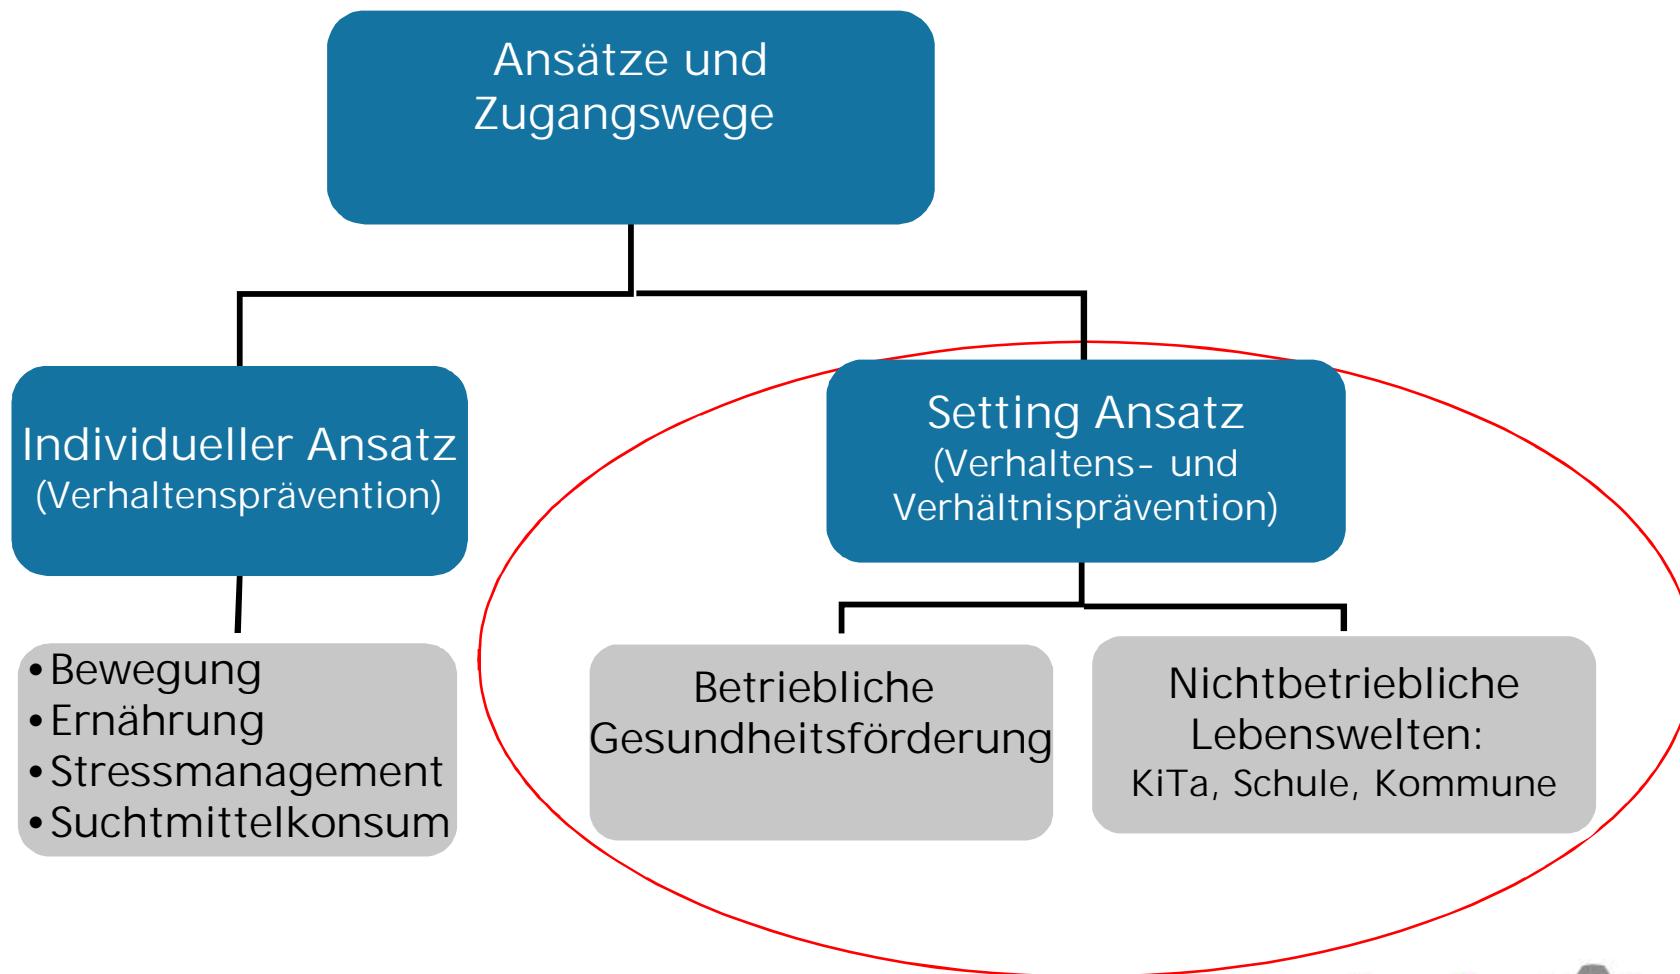 Ansätze und
Zugangswege
Individueller Ansatz
(Verhaltensprävention)
Setting Ansatz
(Verhaltens- und
Verhältnisprävention)
•Bewegung
•Ernährung
•Stressmanagement
•Suchtmittelkonsum
Betriebliche
Gesundheitsförderung
Nichtbetriebliche
Lebenswelten:
KiTa, Schule, Kommune